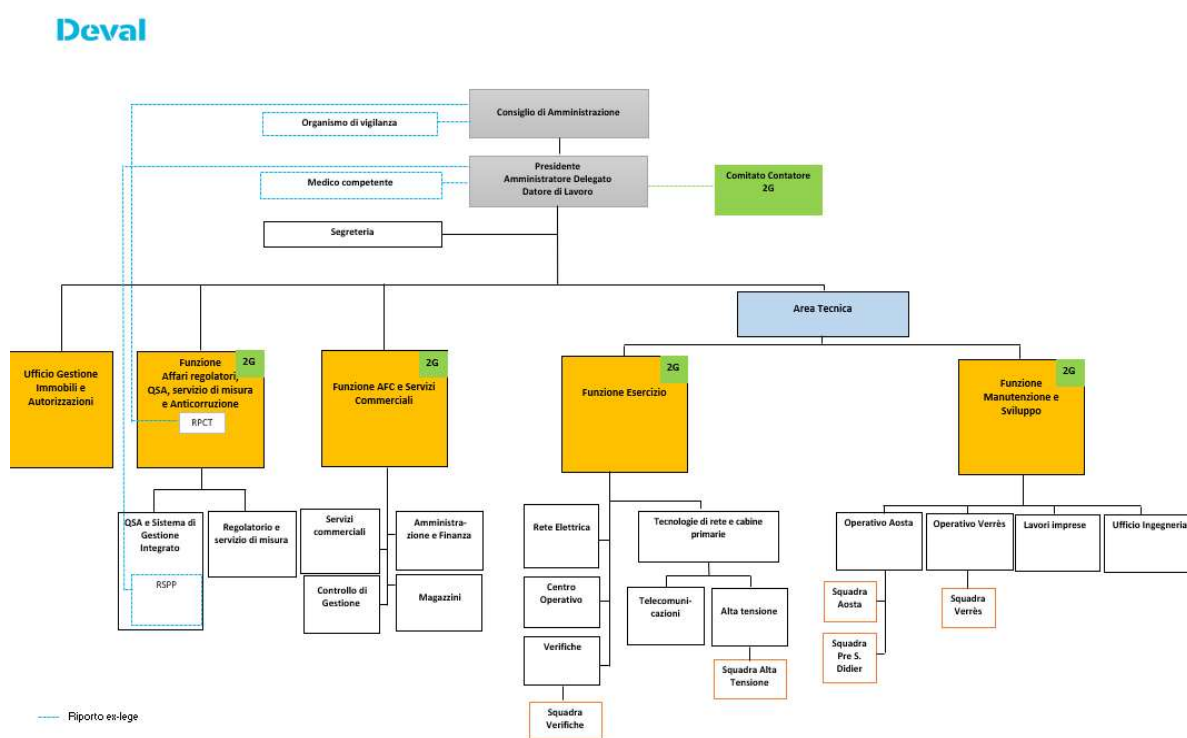 Deval
Consiglio di Amministrazione
Organismo di vigilanza
Presidente
Amministratore Delegato
Datore di Lavoro
Medico competente
Comitato Contatore
2G
Segreteria
Area Tecnica
Ufficio Gestione
Immobili e
Autorizzazioni
2G
Funzione
Affari regolatori,
QSA, servizio di misura
e Anticorruzione
RPCT
2G
Funzione AFC e Servizi
Commerciali
2G
Funzione Esercizio
2G
Funzione
Manutenzione e
Sviluppo
QSA e Sistema di
Gestione
Integrato
RSPP
Regolatorio e
servizio di misura
Servizi
commerciali
Amministra-
zione e Finanza
Controllo di
Gestione
Magazzini
Rete Elettrica
Tecnologie di rete e cabine
primarie
Centro
Operativo
Telecomuni-
cazioni
Alta tensione
Verifiche
Squadra Alta
Tensione
Squadra
Verifiche
Operativo Aosta
Operativo Verrès
Lavori imprese
Ufficio Ingegneria
Squadra
Aosta
Squadra
Verrès
Squadra
Pre S.
Didier
Riporto ex-lege